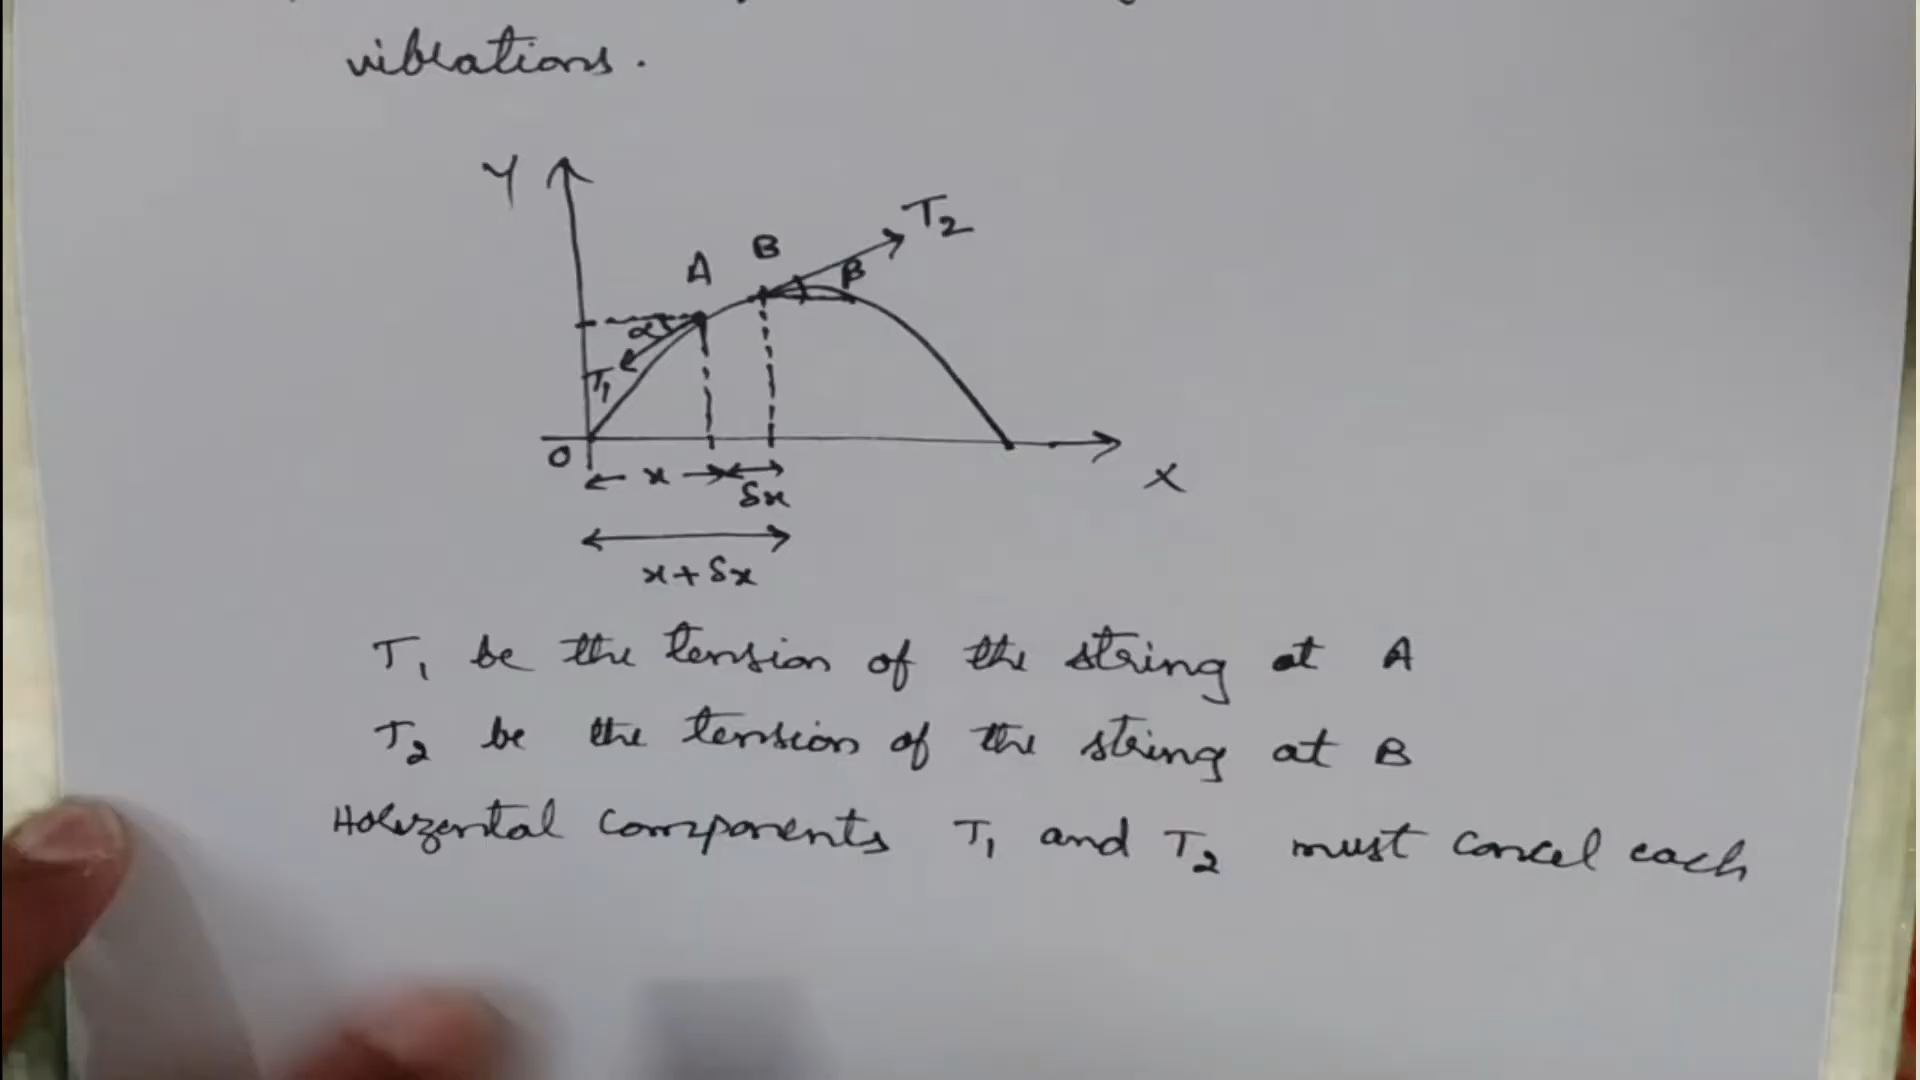 vibrations.
Y
T₂
B
A
β
α
T₁
O
x
δx
X
x+δx
T₁ be the tension of the string at A
T₂ be the tension of the string at B
Horizontal components T₁ and T₂ must cancel each